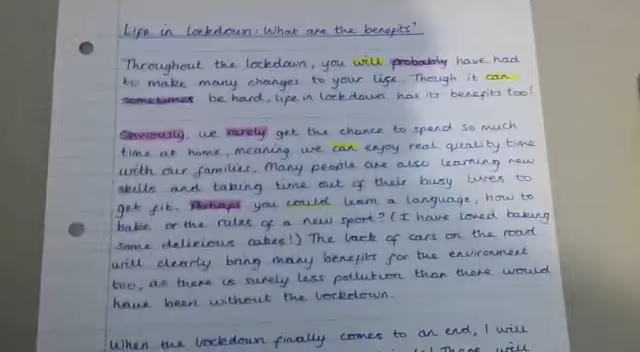 Life in lockdown: What are the benefits?
Throughout the lockdown, you will probably have had
to make many changes to your life. Though it can
sometimes be hard, life in lockdown has its benefits too!
Obviously, we rarely get the chance to spend so much
time at home, meaning we can enjoy real quality time
with our families. Many people are also learning new
skills and taking time out of their busy lives to
get fit. Perhaps you could learn a language, how to
bake or the rules of a new sport? (I have loved baking
some delicious cakes!) The lack of cars on the road
will clearly bring many benefits for the environment
too, as there is surely less pollution than there would
have been without the lockdown.
When the lockdown finally comes to an end, I will